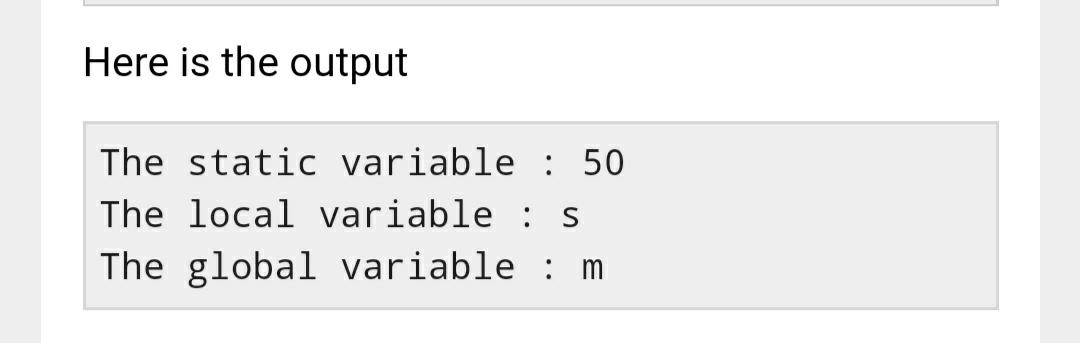 Here is the output
The static variable : 50
The local variable : s
The global variable : m